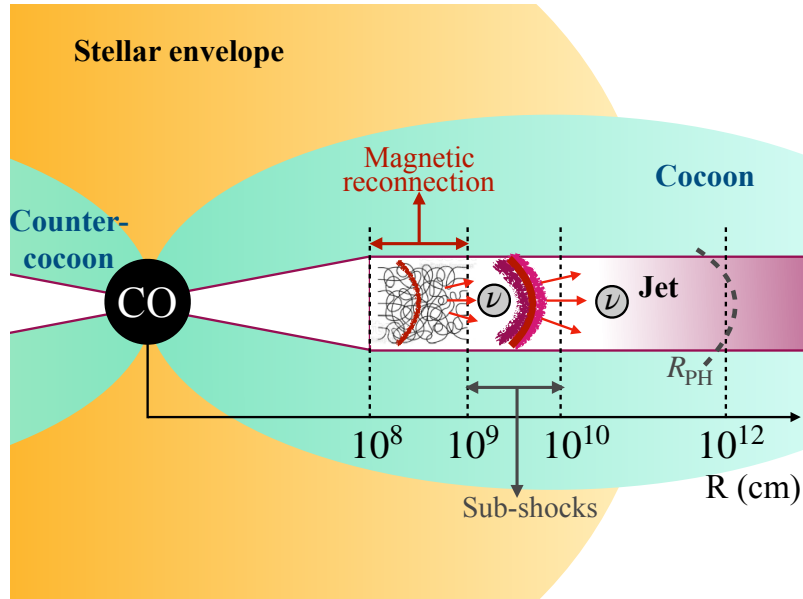 Stellar envelope
Magnetic
reconnection
Cocoon
Counter-
cocoon
CO
ν
ν
Jet
R_PH
10^8
10^9
10^10
10^12
R (cm)
Sub-shocks